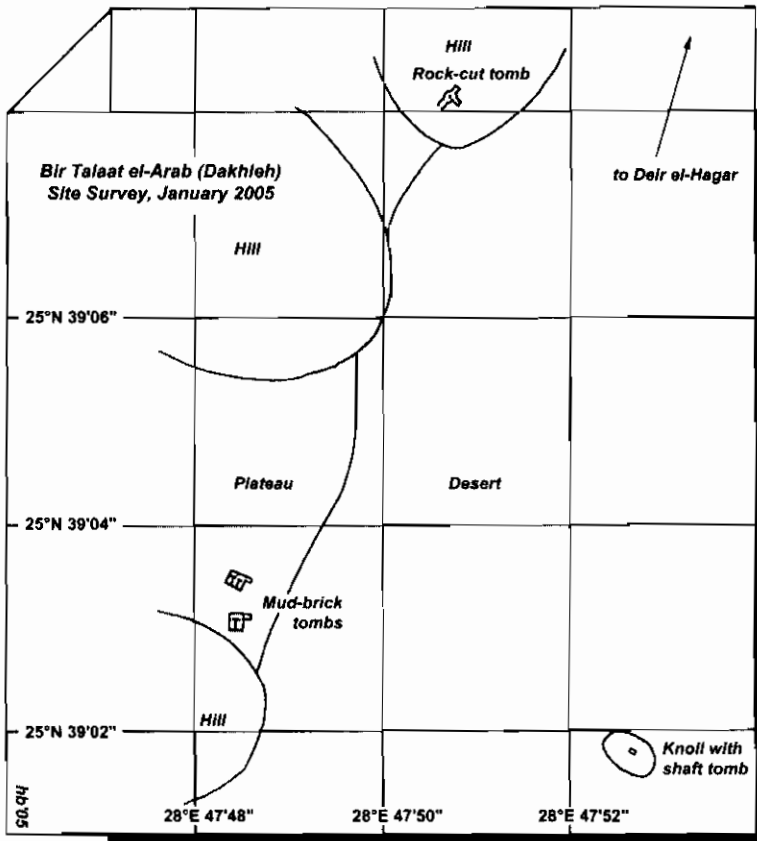 Hill
Rock-cut tomb
Bir Talaat el-Arab (Dakhleh)
Site Survey, January 2005
to Deir el-Hagar
Hill
25°N 39'06"
Plateau
Desert
25°N 39'04"
Mud-brick
tombs
Hill
25°N 39'02"
Knoll with
shaft tomb
hb'05
28°E 47'48"
28°E 47'50"
28°E 47'52"